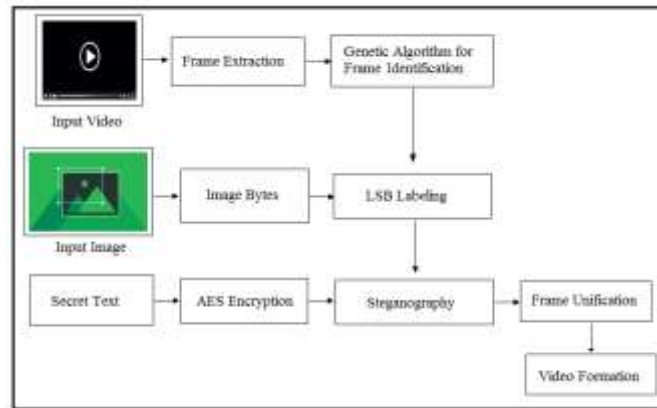 Frame Extraction
Genetic Algorithm for
Frame Identification
Input Video
Image Bytes
LSB Labeling
Input Image
Secret Text
AES Encryption
Steganography
Frame Unification
Video Formation